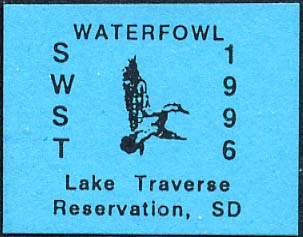 WATERFOWL
S 1
W 9
S 9
T 6
Lake Traverse
Reservation, SD